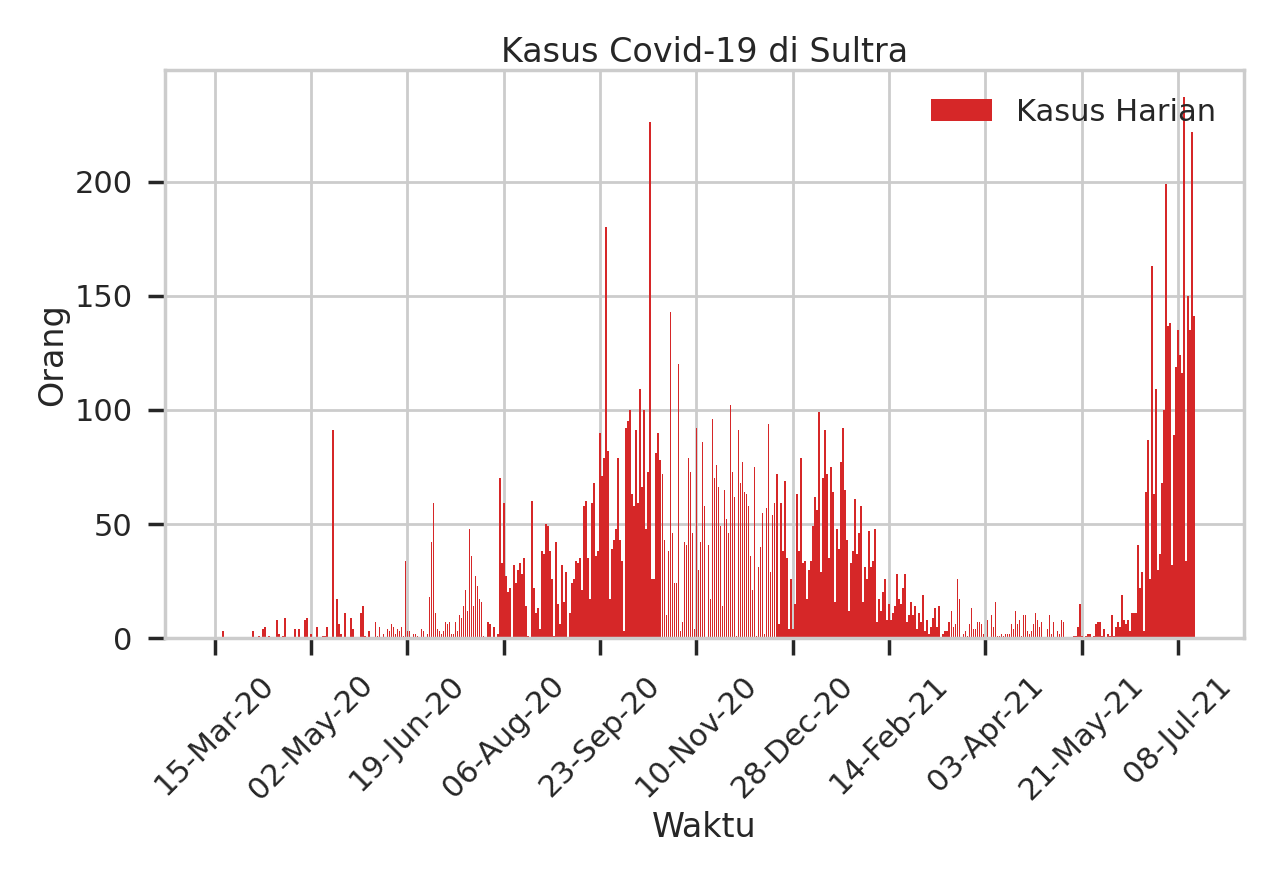 Kasus Covid-19 di Sultra
Kasus Harian
Orang
200
150
100
50
0
15-Mar-20
02-May-20
19-Jun-20
06-Aug-20
23-Sep-20
10-Nov-20
28-Dec-20
14-Feb-21
03-Apr-21
21-May-21
08-Jul-21
Waktu